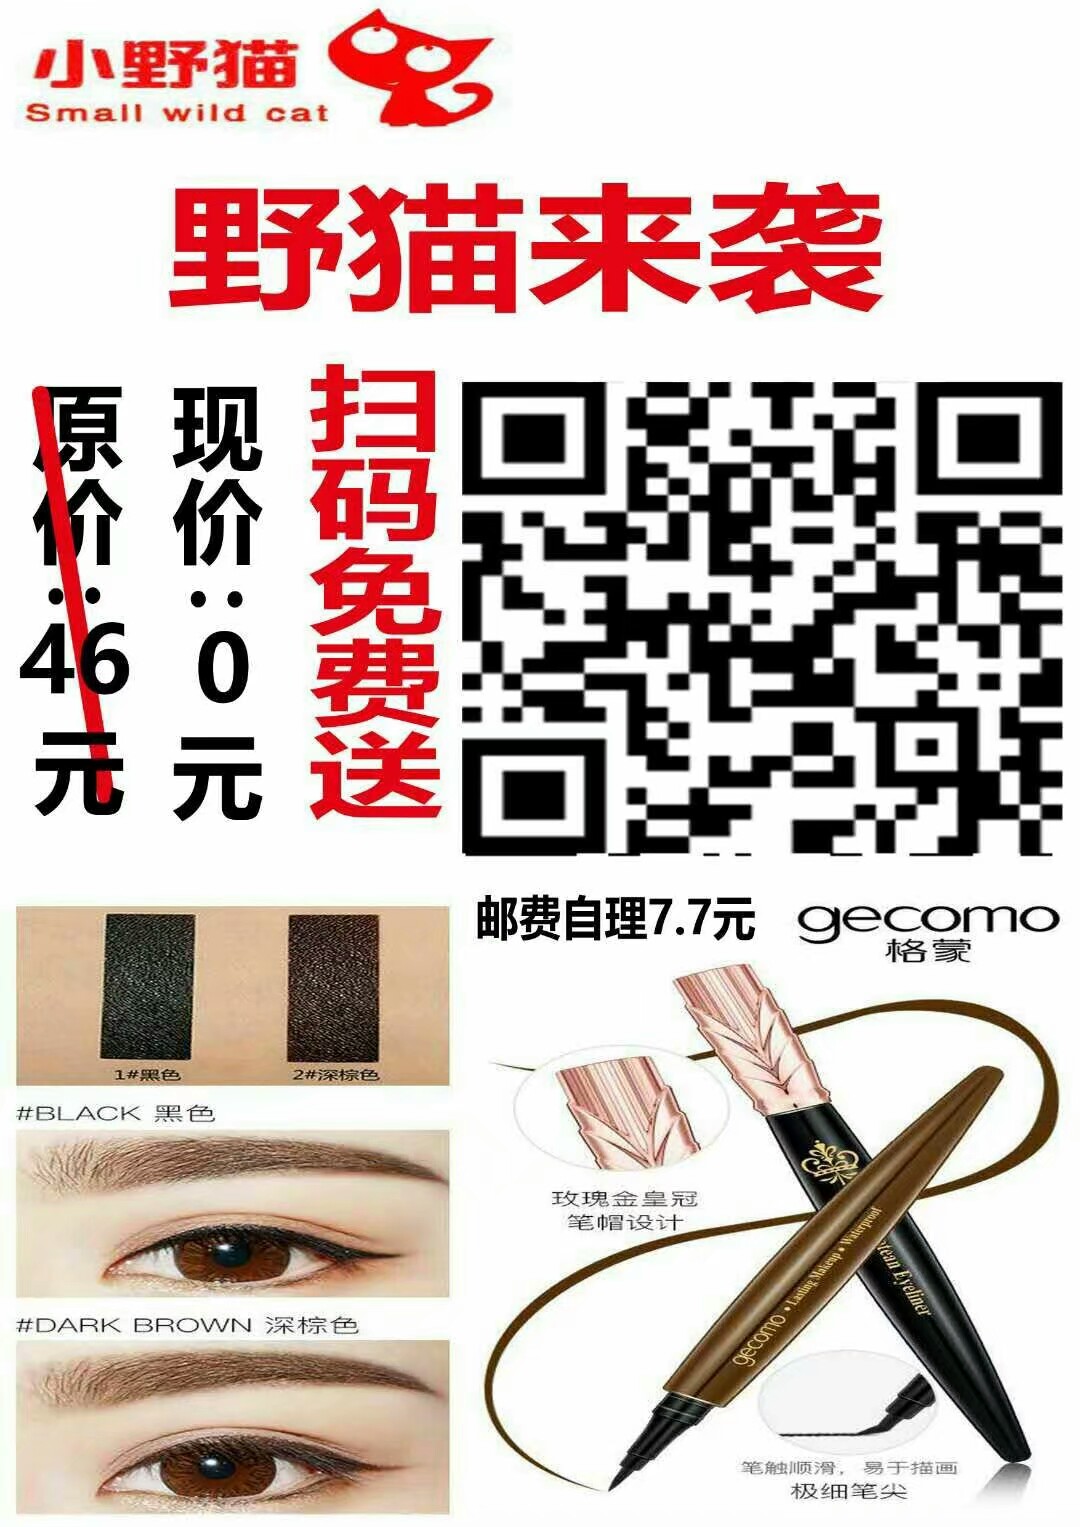 小野猫
Small wild cat
野猫来袭
原价:46元
现价:0元
扫码免费送
邮费自理7.7元
gecomo
格蒙
1#黑色
2#深棕色
#BLACK 黑色
#DARK BROWN 深棕色
玫瑰金皇冠
笔帽设计
gecomo • Lasting Makeup • Waterproof
Eyeliner
笔触顺滑，易于描画
极细笔尖